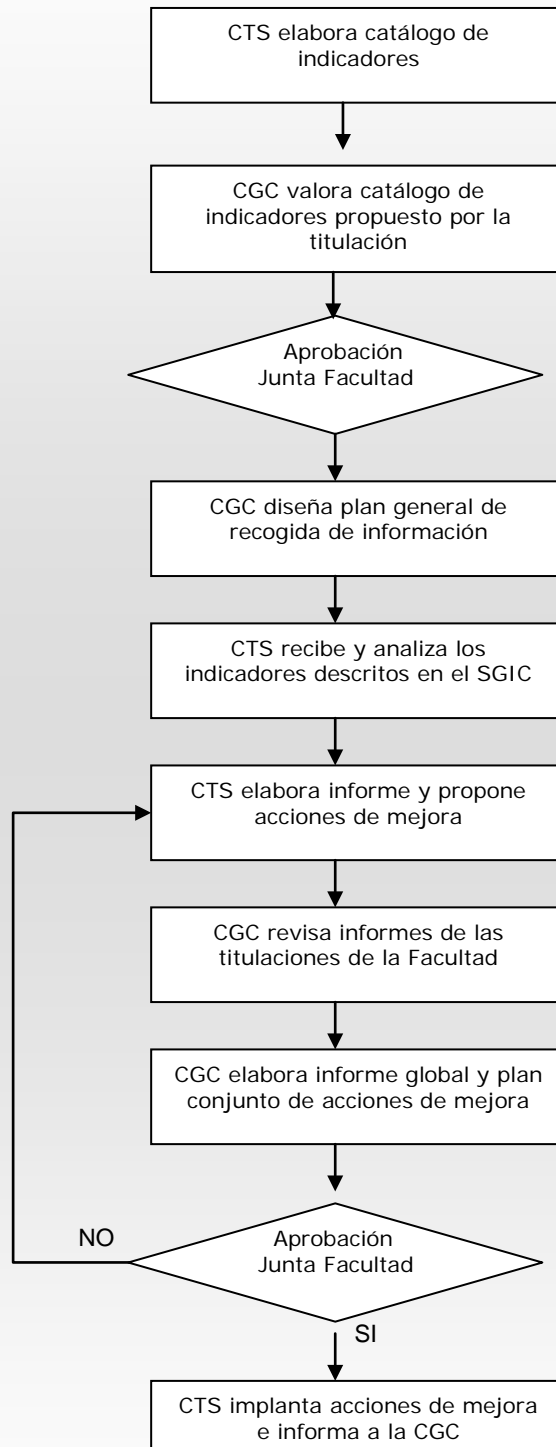 CTS elabora catálogo de
indicadores
CGC valora catálogo de
indicadores propuesto por la
titulación
Aprobación
Junta Facultad
CGC diseña plan general de
recogida de información
CTS recibe y analiza los
indicadores descritos en el SGIC
CTS elabora informe y propone
acciones de mejora
CGC revisa informes de las
titulaciones de la Facultad
CGC elabora informe global y plan
conjunto de acciones de mejora
NO
Aprobación
Junta Facultad
SI
CTS implanta acciones de mejora
e informa a la CGC